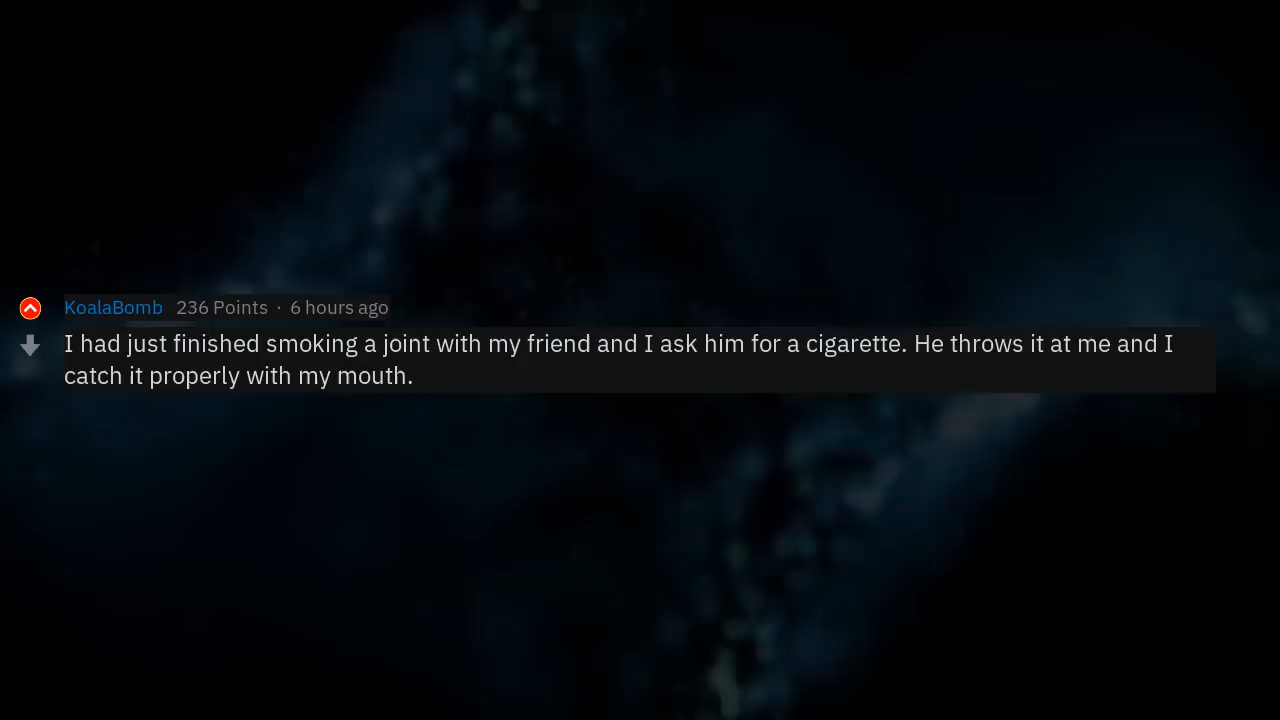 KoalaBomb 236 Points · 6 hours ago
I had just finished smoking a joint with my friend and I ask him for a cigarette. He throws it at me and I
catch it properly with my mouth.